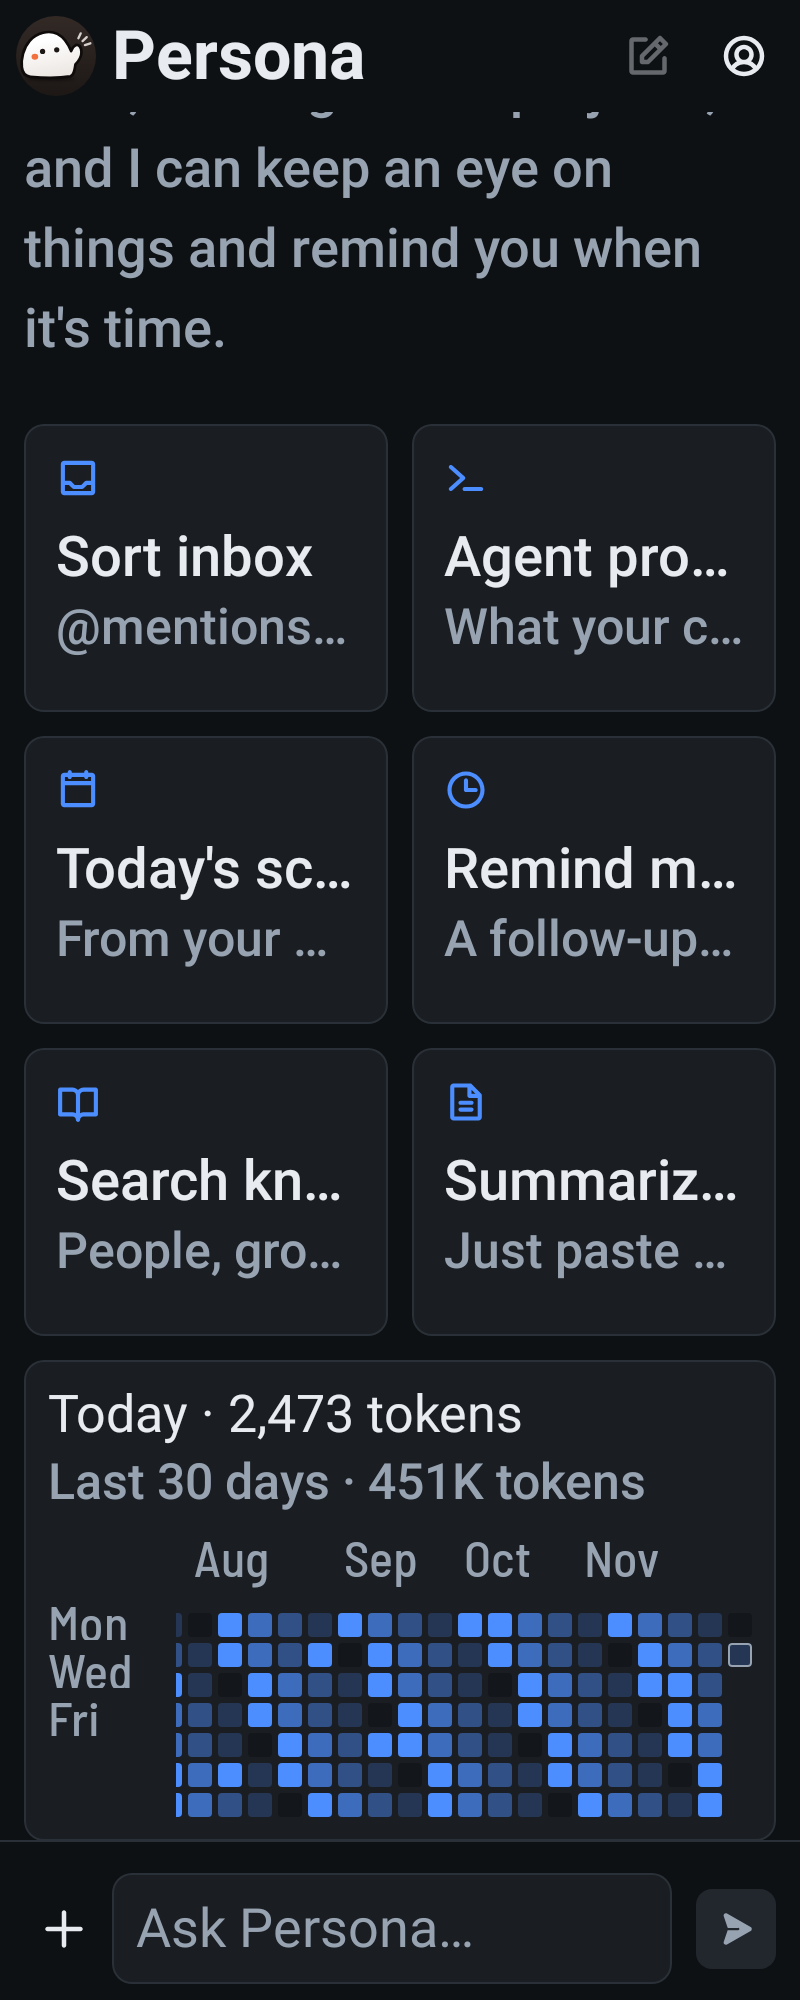 Persona
and I can keep an eye on
things and remind you when
it's time.
Sort inbox
@mentions...
Agent pro...
What your c...
Today's sc...
From your ...
Remind m...
A follow-up...
Search kn...
People, gro...
Summariz...
Just paste ...
Today · 2,473 tokens
Last 30 days · 451K tokens
Aug Sep Oct Nov
Mon
Wed
Fri
Ask Persona...